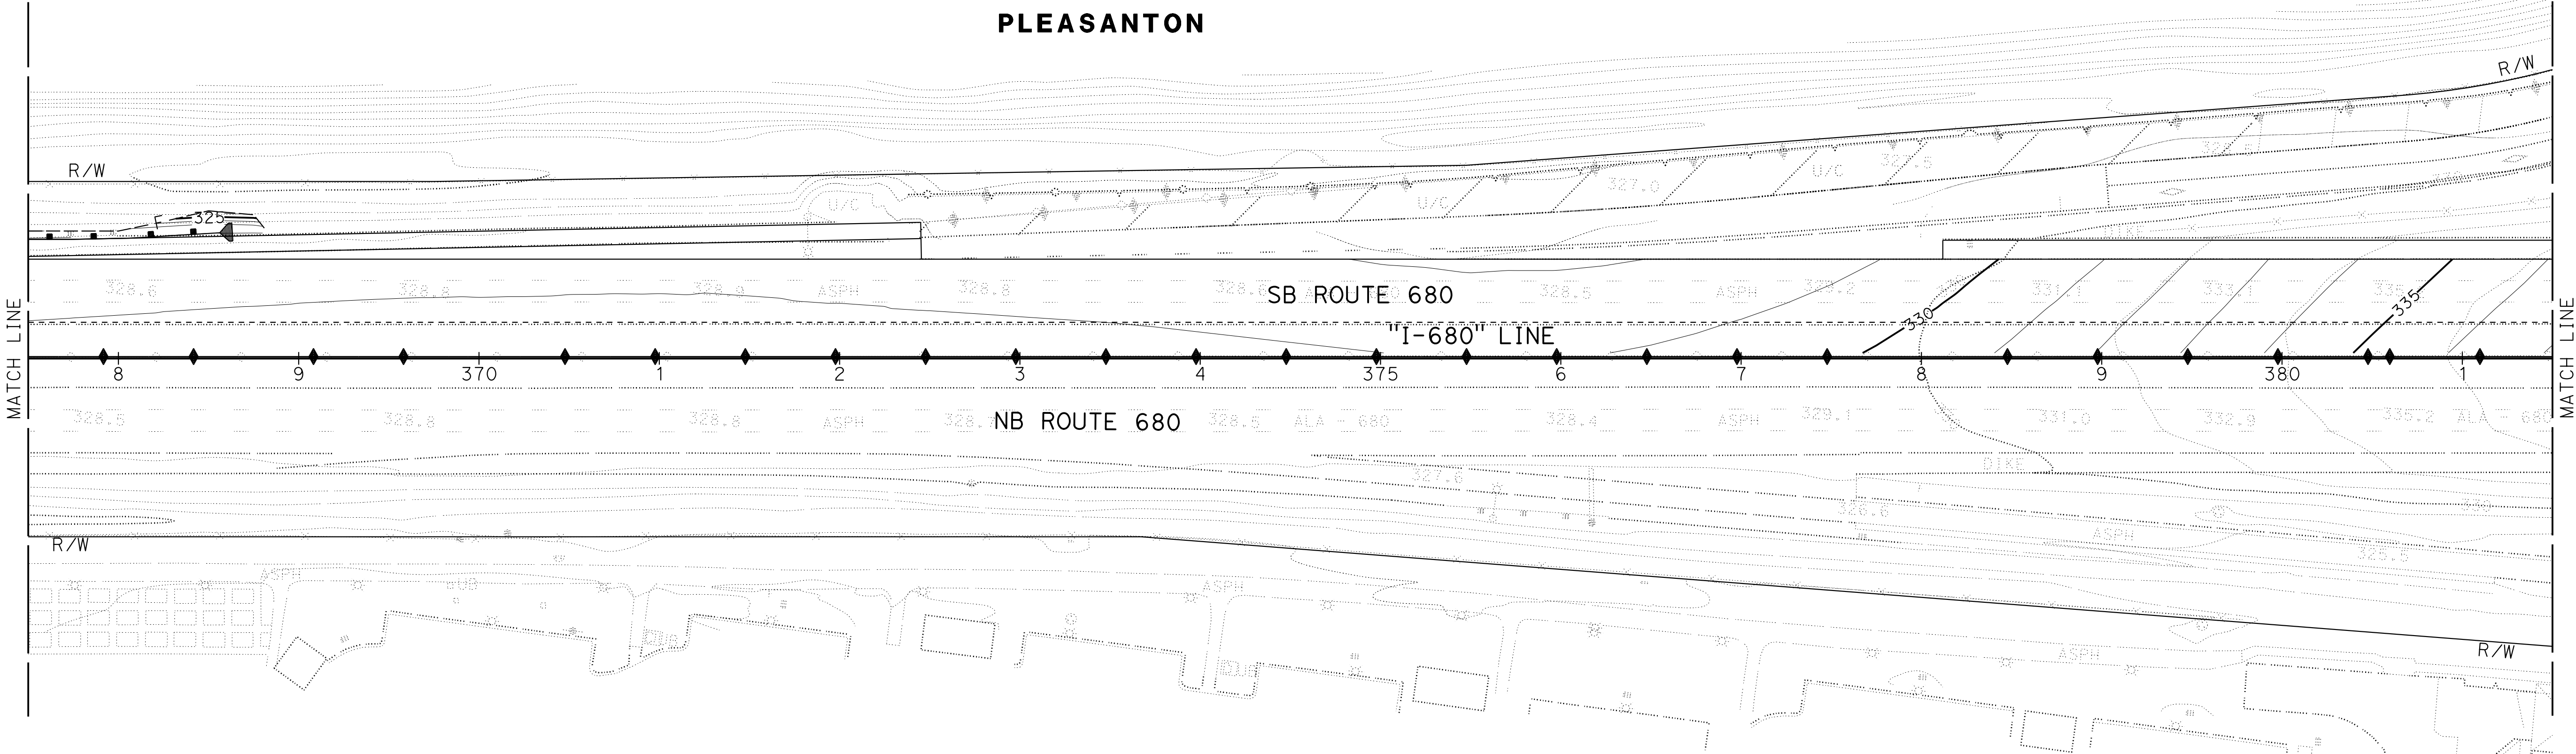 PLEASANTON
R/W
R/W
325
U/C
U/C
327.0
U/C
327.5
DIKE
328.6
328.8
328.9
ASPH
328.8
SB ROUTE 680
328.5
ASPH
331.1
333.1
330
335
"I-680" LINE
MATCH LINE
MATCH LINE
8
9
370
1
2
3
4
375
6
7
8
9
380
1
328.5
328.8
328.8
ASPH
NB ROUTE 680
328.5
ALA - 680
328.4
ASPH
329.1
331.0
332.9
335.2
ALA - 680
DIKE
327.6
326.6
330
ASPH
325.5
R/W
ASPH
ASPH
ASPH
R/W